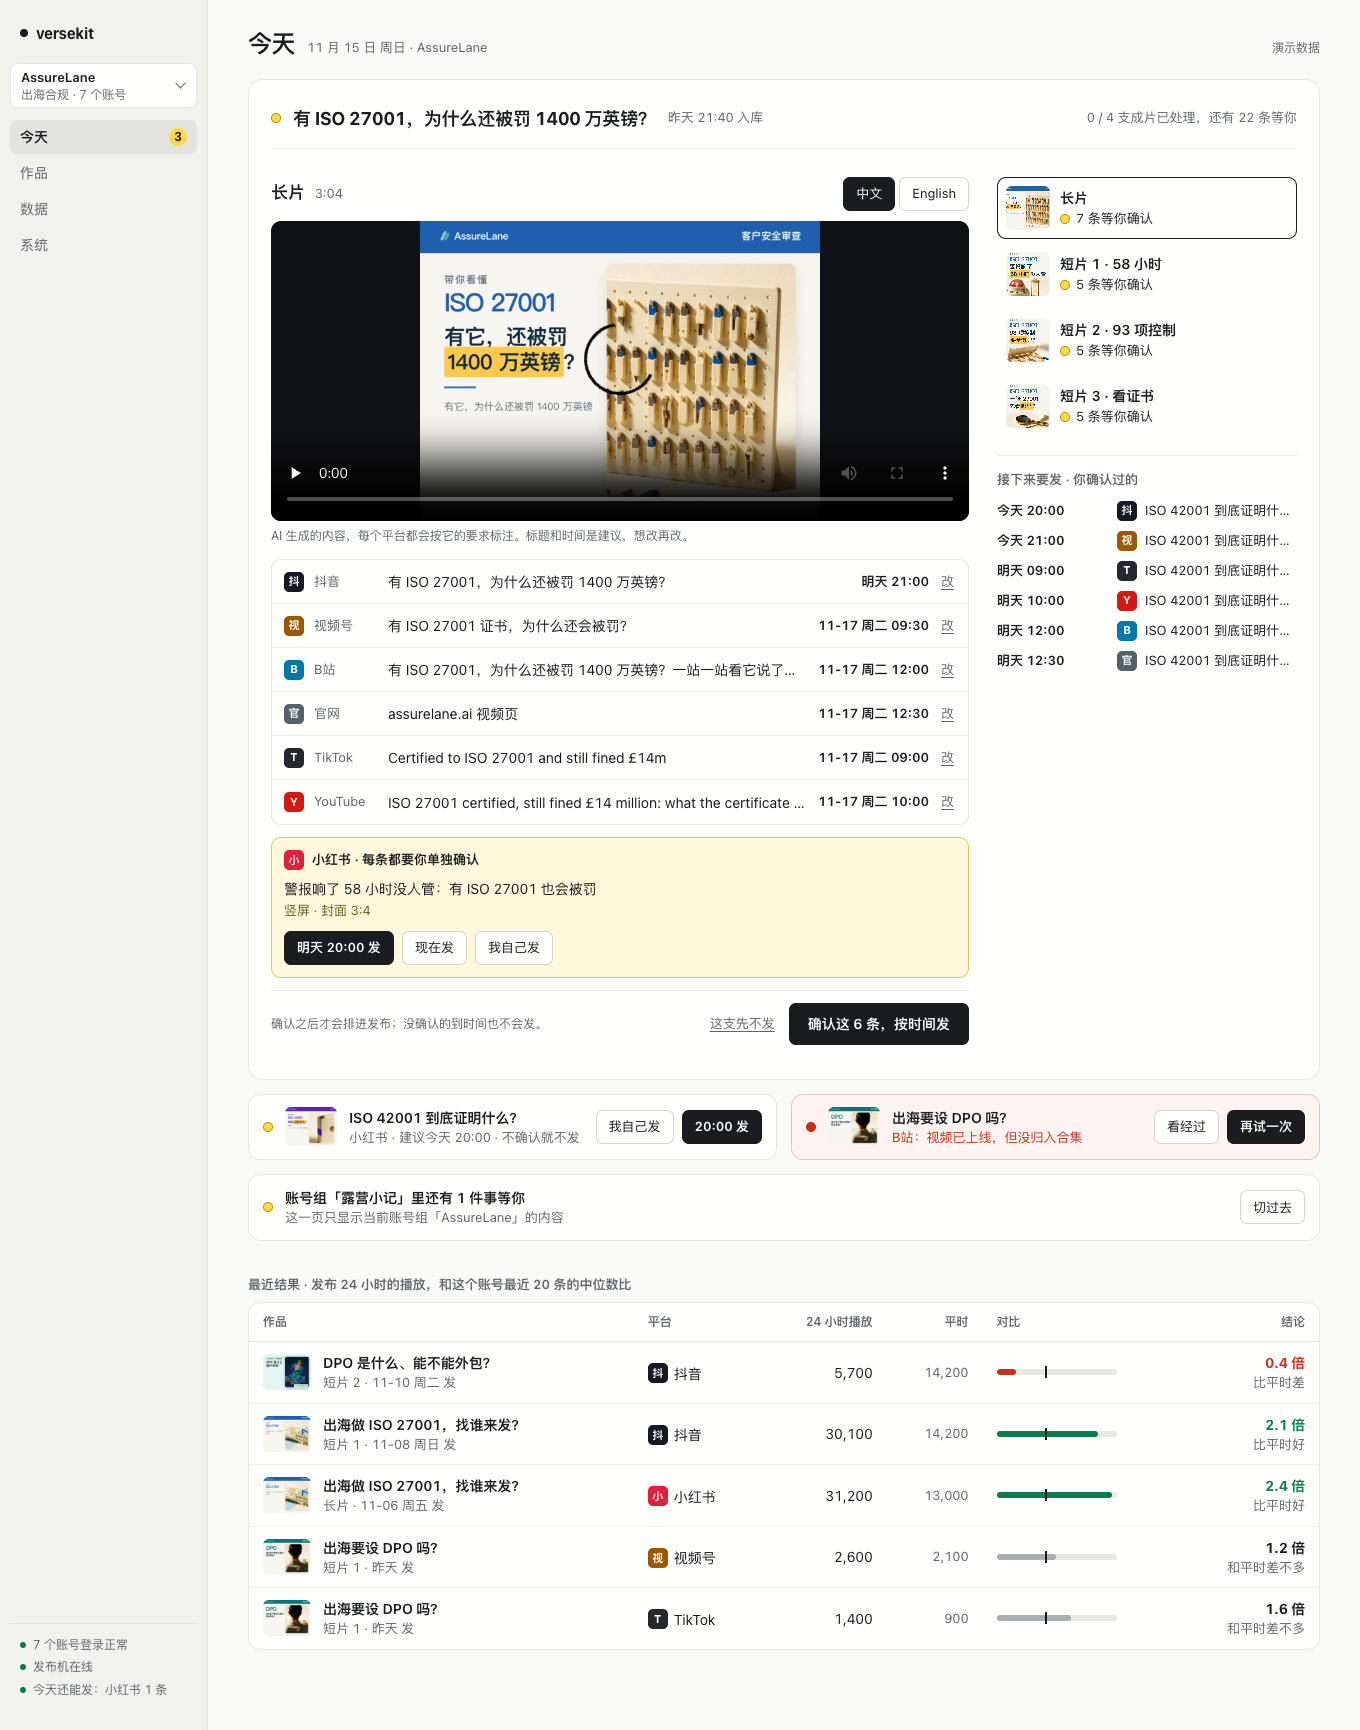 versekit
AssureLane
出海合规 · 7 个账号
今天
3
作品
数据
系统
7 个账号登录正常
发布机在线
今天还能发：小红书 1 条
今天 11 月 15 日 周日 · AssureLane
演示数据
有 ISO 27001，为什么还被罚 1400 万英镑？ 昨天 21:40 入库
0 / 4 支成片已处理，还有 22 条等你
长片 3:04
中文
English
AssureLane
客户安全审查
带你看懂
ISO 27001
有它，还被罚
1400 万英镑？
有它，为什么还被罚 1400 万英镑
0:00
AI 生成的内容，每个平台都会按它的要求标注。标题和时间是建议，想改再改。
抖 抖音 有 ISO 27001，为什么还被罚 1400 万英镑？ 明天 21:00 改
视 视频号 有 ISO 27001 证书，为什么还会被罚？ 11-17 周二 09:30 改
B B站 有 ISO 27001，为什么还被罚 1400 万英镑？一站一站看它说了... 11-17 周二 12:00 改
官 官网 assurelane.ai 视频页 11-17 周二 12:30 改
T TikTok Certified to ISO 27001 and still fined £14m 11-17 周二 09:00 改
Y YouTube ISO 27001 certified, still fined £14 million: what the certificate ... 11-17 周二 10:00 改
小 小红书 · 每条都要你单独确认
警报响了 58 小时没人管：有 ISO 27001 也会被罚
竖屏 · 封面 3:4
明天 20:00 发
现在发
我自己发
确认之后才会排进发布；没确认的到时间也不会发。
这支先不发
确认这 6 条，按时间发
长片
7 条等你确认
短片 1 · 58 小时
5 条等你确认
短片 2 · 93 项控制
5 条等你确认
短片 3 · 看证书
5 条等你确认
接下来要发 · 你确认过的
今天 20:00 抖 ISO 42001 到底证明什...
今天 21:00 视 ISO 42001 到底证明什...
明天 09:00 T ISO 42001 到底证明什...
明天 10:00 Y ISO 42001 到底证明什...
明天 12:00 B ISO 42001 到底证明什...
明天 12:30 官 ISO 42001 到底证明什...
ISO 42001 到底证明什么？
小红书 · 建议今天 20:00 · 不确认就不发
我自己发
20:00 发
出海要设 DPO 吗？
B站：视频已上线，但没归入合集
看经过
再试一次
账号组「露营小记」里还有 1 件事等你
这一页只显示当前账号组「AssureLane」的内容
切过去
最近结果 · 发布 24 小时的播放，和这个账号最近 20 条的中位数比
作品 平台 24 小时播放 平时 对比 结论
DPO 是什么、能不能外包？
短片 2 · 11-10 周二 发
抖 抖音 5,700 14,200
0.4 倍
比平时差
出海做 ISO 27001，找谁来发？
短片 1 · 11-08 周日 发
抖 抖音 30,100 14,200
2.1 倍
比平时好
出海做 ISO 27001，找谁来发？
长片 · 11-06 周五 发
小 小红书 31,200 13,000
2.4 倍
比平时好
DPO
出海要设 DPO 吗？
短片 1 · 昨天 发
视 视频号 2,600 2,100
1.2 倍
和平时差不多
DPO
出海要设 DPO 吗？
短片 1 · 昨天 发
T TikTok 1,400 900
1.6 倍
和平时差不多